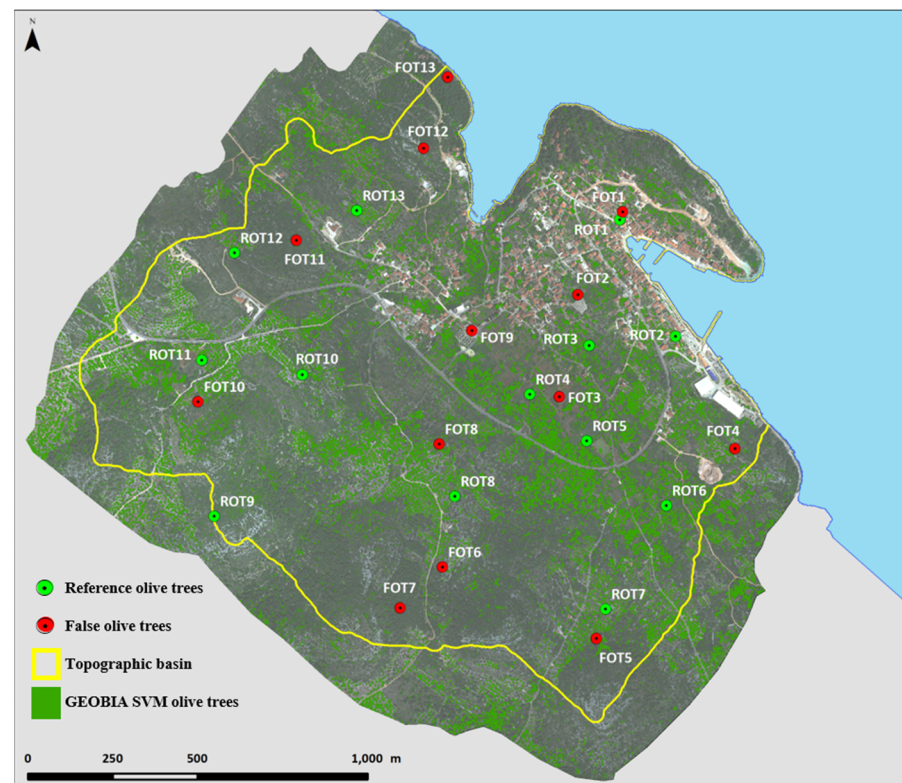 N
FOT13
FOT12
ROT13
FOT1
ROT1
ROT12
FOT11
FOT2
FOT9
ROT3
ROT2
ROT11
ROT10
FOT10
ROT4
FOT3
FOT8
ROT5
FOT4
ROT8
ROT6
ROT9
FOT6
FOT7
ROT7
FOT5
Reference olive trees
False olive trees
Topographic basin
GEOBIA SVM olive trees
0 250 500 1,000 m